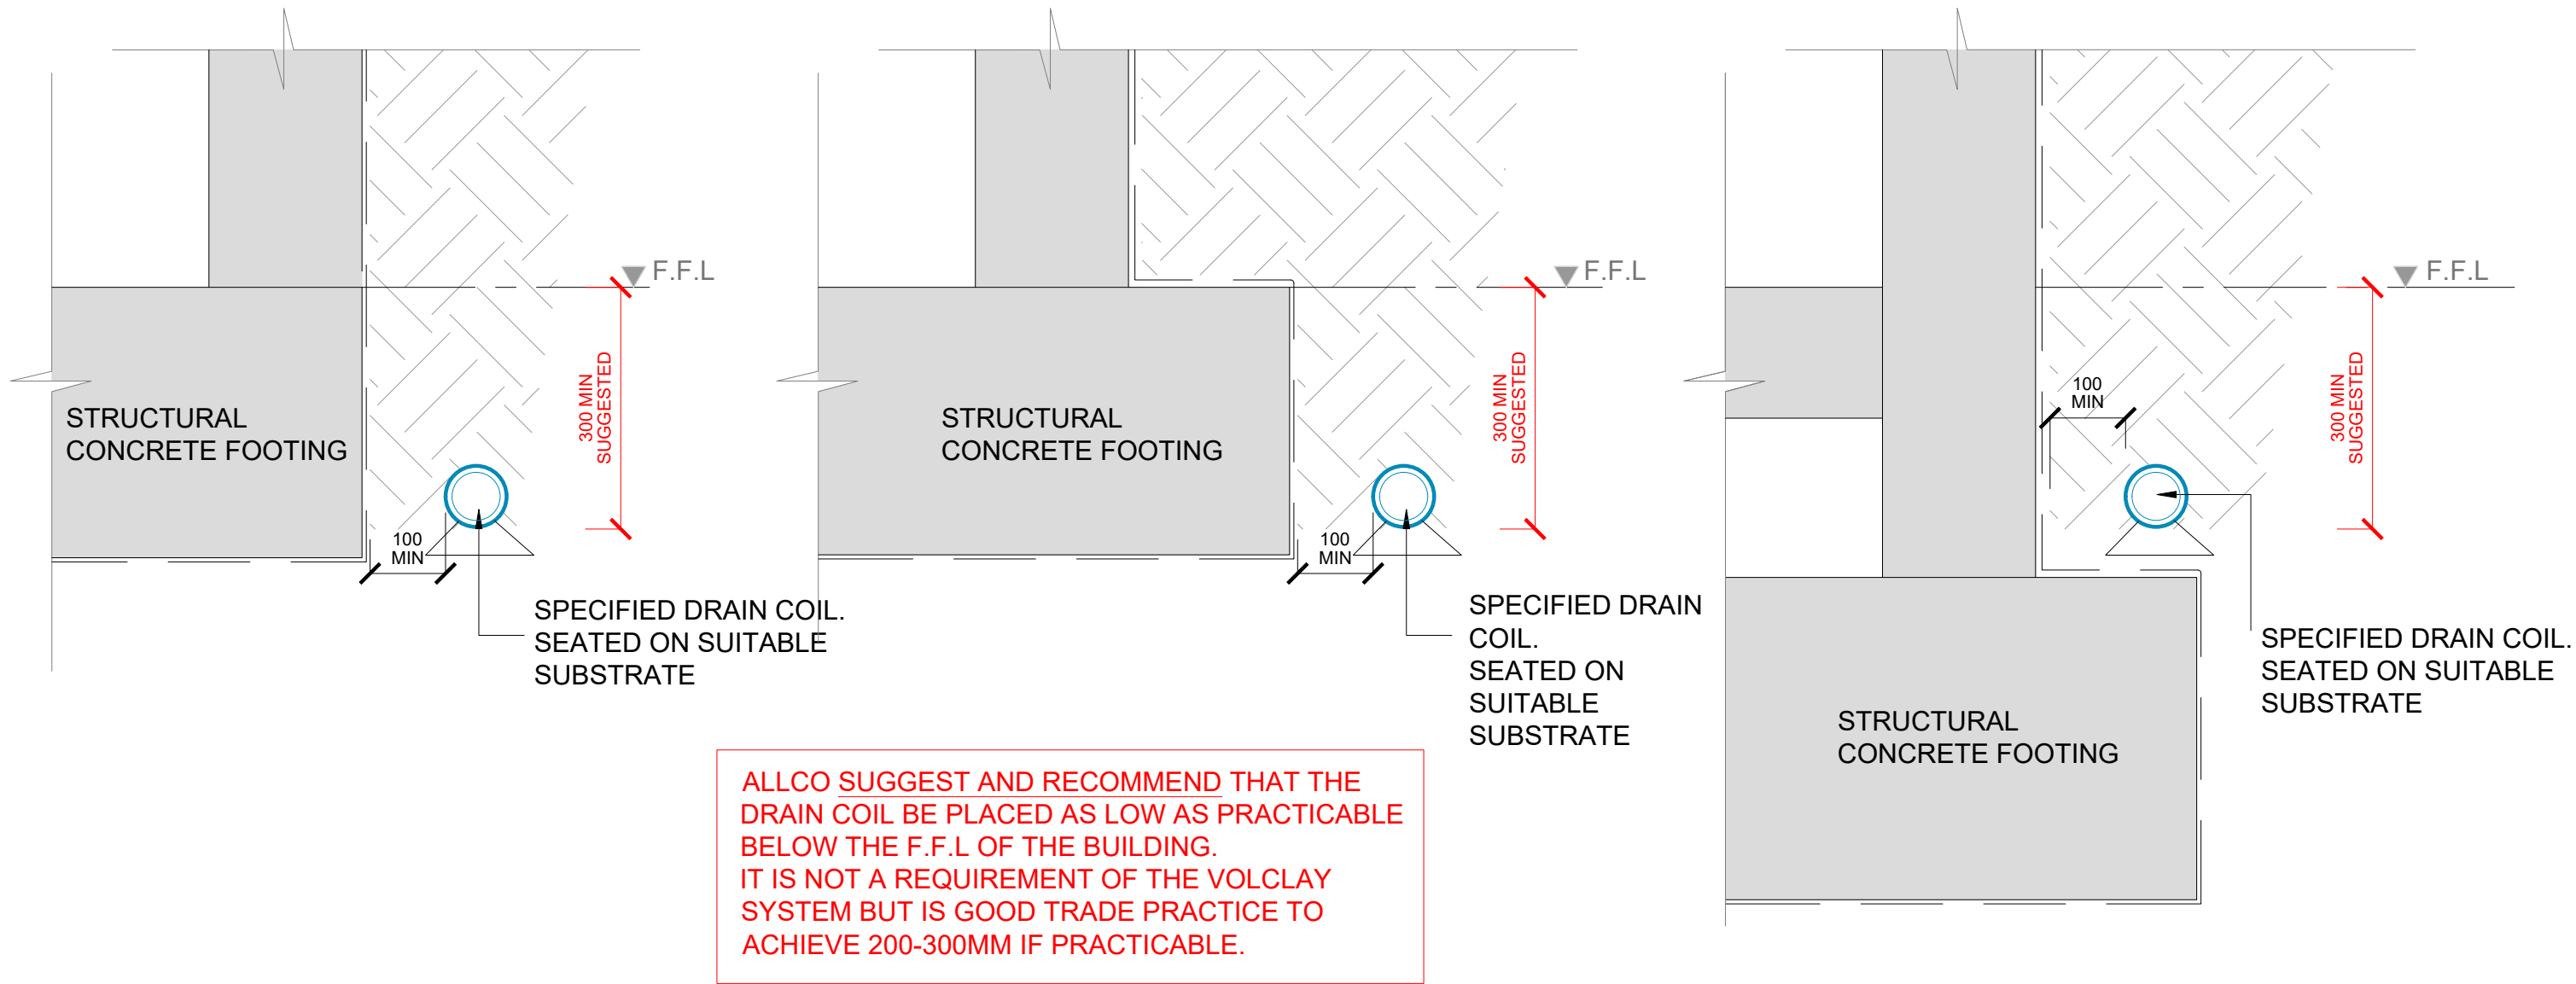 F.F.L
300 MIN
SUGGESTED
STRUCTURAL
CONCRETE FOOTING
100
MIN
SPECIFIED DRAIN COIL.
SEATED ON SUITABLE
SUBSTRATE
F.F.L
300 MIN
SUGGESTED
STRUCTURAL
CONCRETE FOOTING
100
MIN
SPECIFIED DRAIN
COIL.
SEATED ON
SUITABLE
SUBSTRATE
F.F.L
300 MIN
SUGGESTED
100
MIN
SPECIFIED DRAIN COIL.
SEATED ON SUITABLE
SUBSTRATE
STRUCTURAL
CONCRETE FOOTING
ALLCO SUGGEST AND RECOMMEND THAT THE
DRAIN COIL BE PLACED AS LOW AS PRACTICABLE
BELOW THE F.F.L OF THE BUILDING.
IT IS NOT A REQUIREMENT OF THE VOLCLAY
SYSTEM BUT IS GOOD TRADE PRACTICE TO
ACHIEVE 200-300MM IF PRACTICABLE.